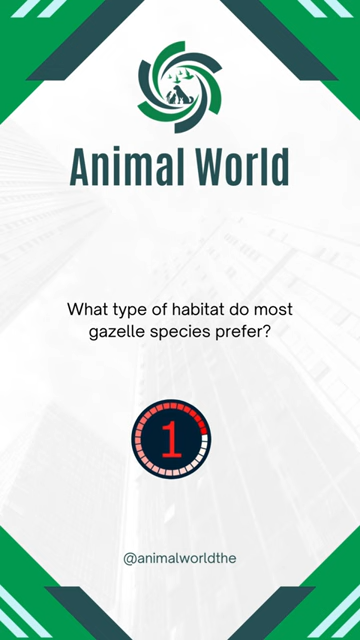 Animal World
What type of habitat do most
gazelle species prefer?
1
@animalworldthe